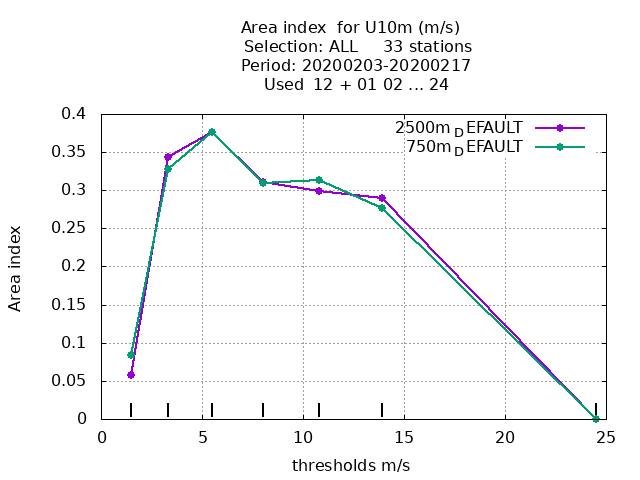 Area index  for U10m (m/s)
Selection: ALL     33 stations
Period: 20200203-20200217
Used  12 + 01 02 ... 24
2500m_DEFAULT
750m_DEFAULT
0.4
0.35
0.3
0.25
0.2
0.15
0.1
0.05
0
Area index
0 5 10 15 20 25
thresholds m/s